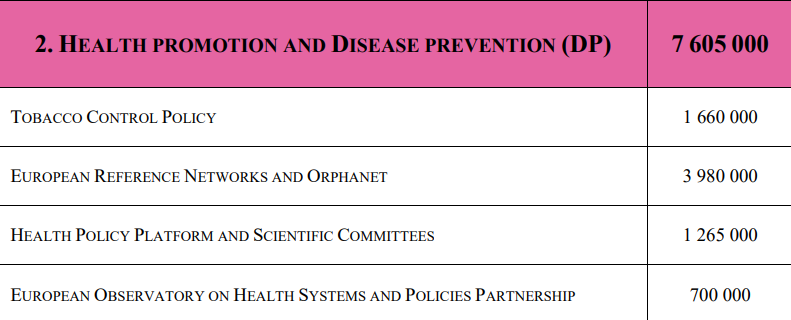 2. HEALTH PROMOTION AND DISEASE PREVENTION (DP) 7 605 000
TOBACCO CONTROL POLICY 1 660 000
EUROPEAN REFERENCE NETWORKS AND ORPHANET 3 980 000
HEALTH POLICY PLATFORM AND SCIENTIFIC COMMITTEES 1 265 000
EUROPEAN OBSERVATORY ON HEALTH SYSTEMS AND POLICIES PARTNERSHIP 700 000